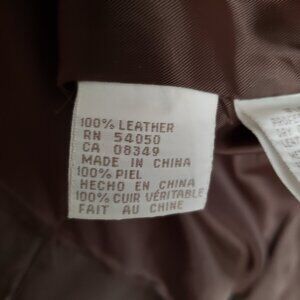 100% LEATHER
RN 54050
CA 08349
MADE IN CHINA
100% PIEL
HECHO EN CHINA
100% CUIR VÉRITABLE
FAIT AU CHINE